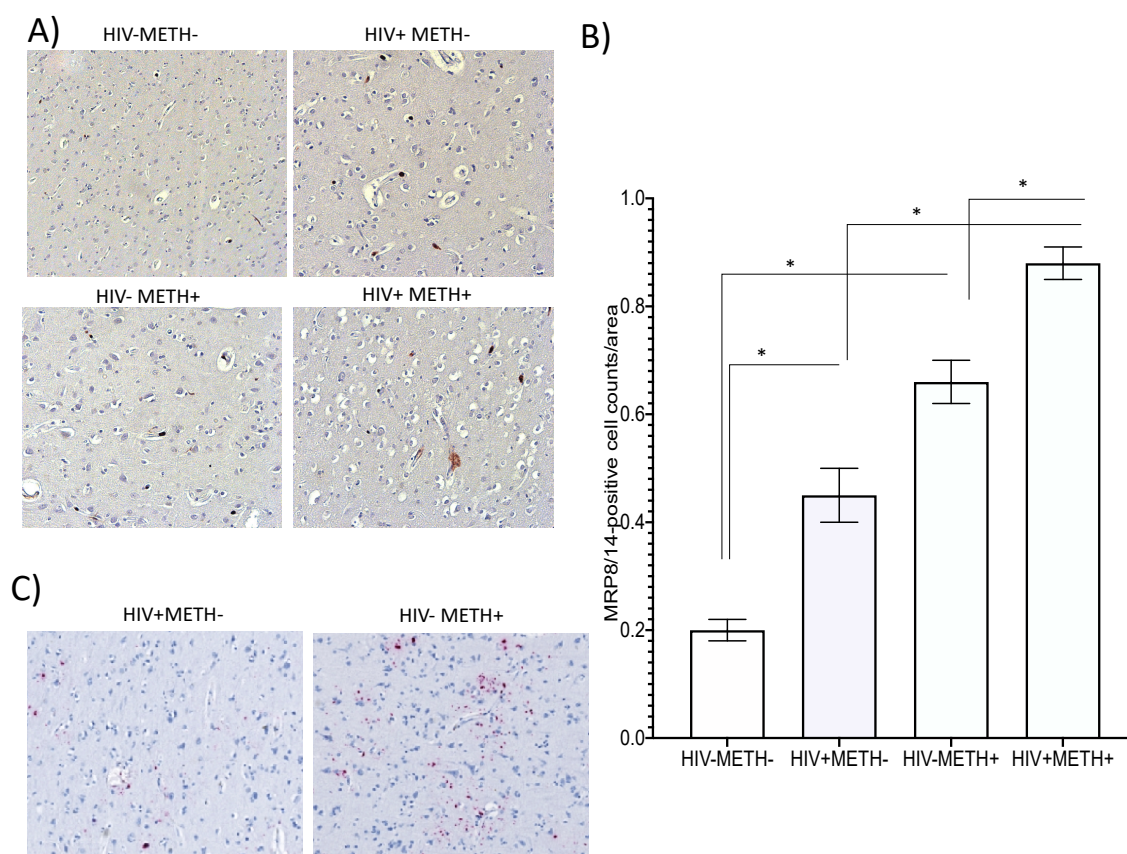 A)
HIV-METH-
HIV+ METH-
HIV- METH+
HIV+ METH+
B)
MRP8/14-positive cell counts/area
1.0
0.8
0.6
0.4
0.2
0.0
*
*
*
*
HIV-METH-
HIV+METH-
HIV-METH+
HIV+METH+
C)
HIV+METH-
HIV- METH+